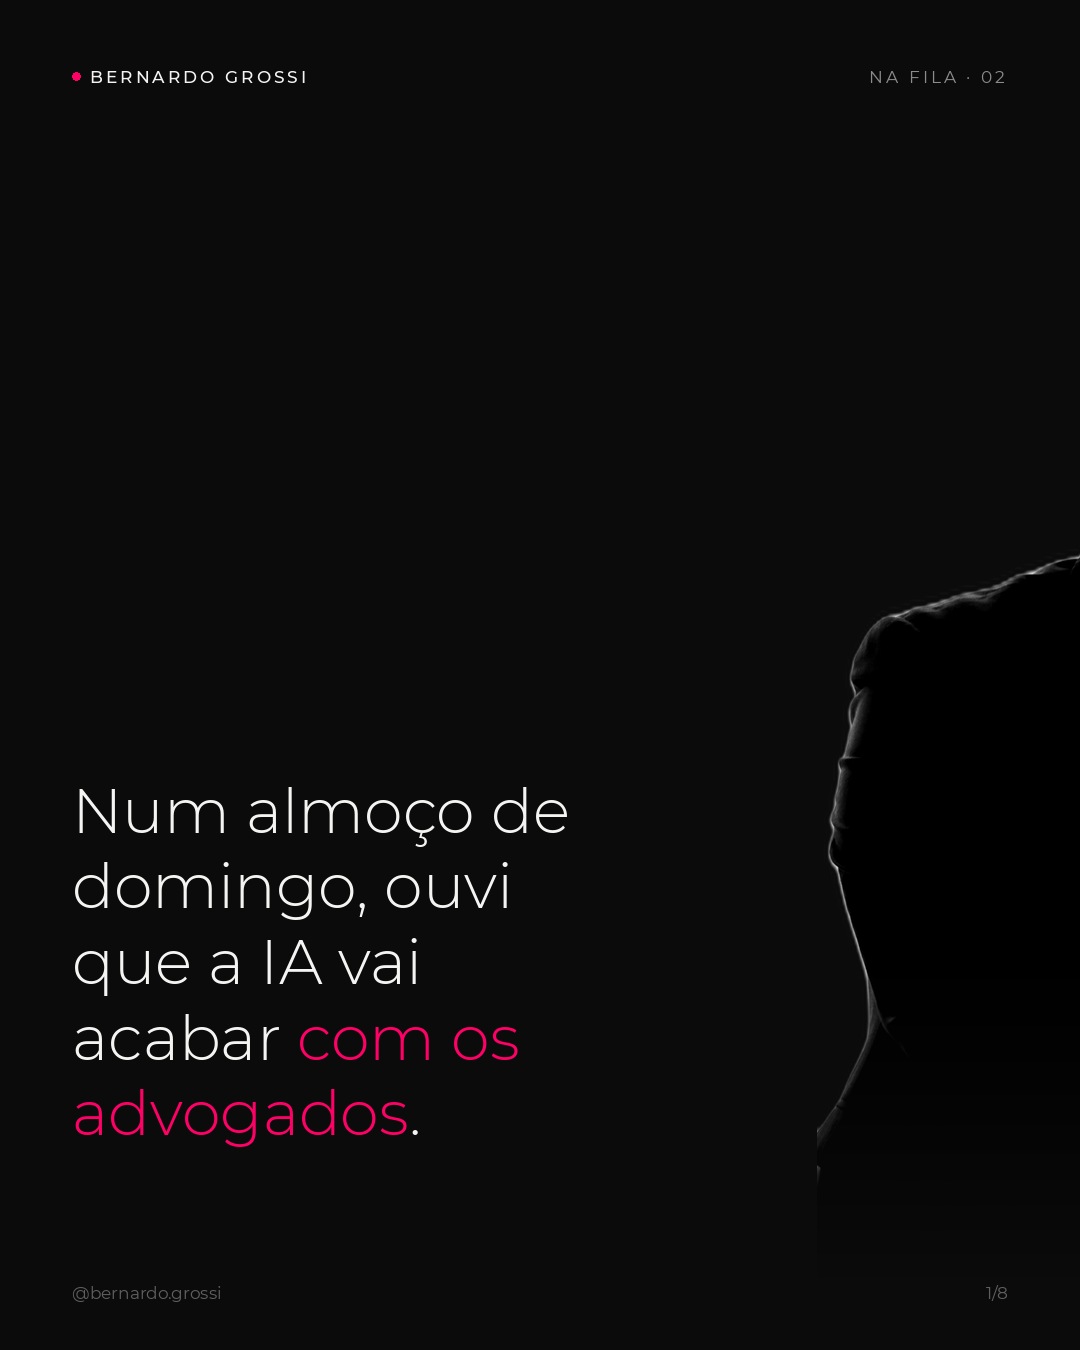 BERNARDO GROSSI
NA FILA · 02
Num almoço de
domingo, ouvi
que a IA vai
acabar com os
advogados.
@bernardo.grossi
1/8